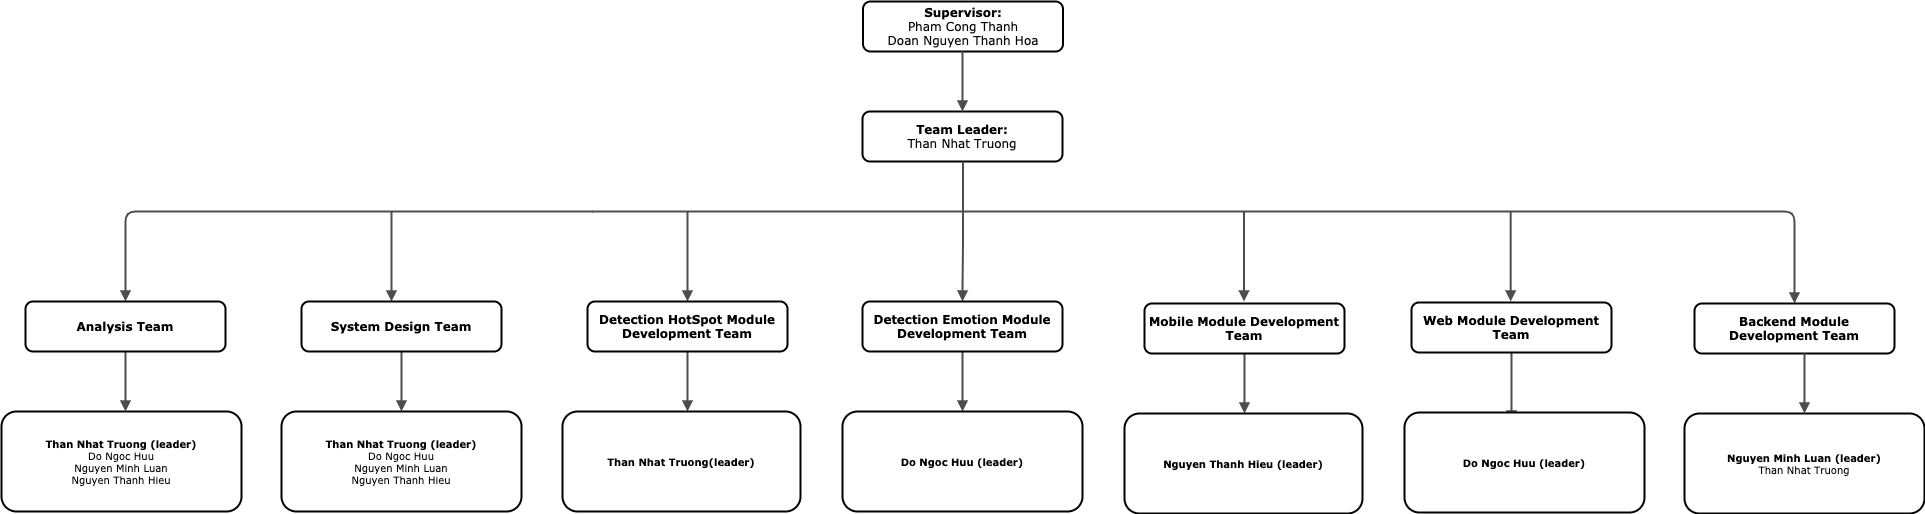 Supervisor:
Pham Cong Thanh
Doan Nguyen Thanh Hoa
Team Leader:
Than Nhat Truong
Analysis Team
System Design Team
Detection HotSpot Module
Development Team
Detection Emotion Module
Development Team
Mobile Module Development
Team
Web Module Development
Team
Backend Module
Development Team
Than Nhat Truong (leader)
Do Ngoc Huu
Nguyen Minh Luan
Nguyen Thanh Hieu
Than Nhat Truong (leader)
Do Ngoc Huu
Nguyen Minh Luan
Nguyen Thanh Hieu
Than Nhat Truong(leader)
Do Ngoc Huu (leader)
Nguyen Thanh Hieu (leader)
Do Ngoc Huu (leader)
Nguyen Minh Luan (leader)
Than Nhat Truong